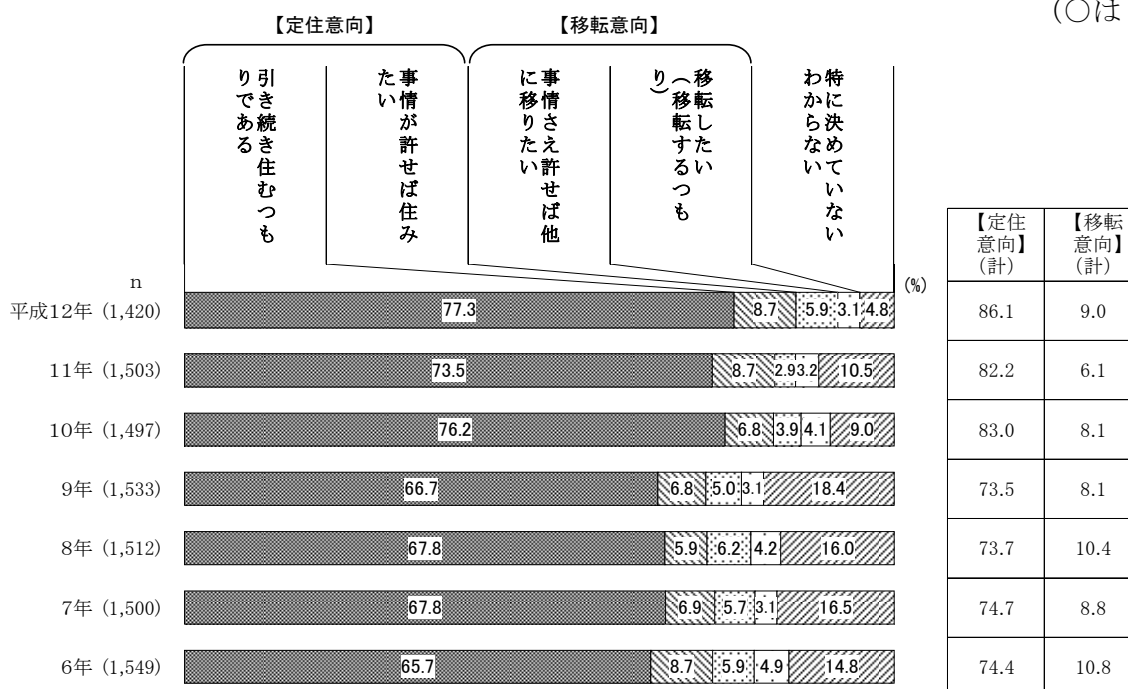 （○は
【定住意向】
【移転意向】
引き続き住むつも
りである
事情が許せば住み
たい
事情さえ許せば他
に移りたい
移転したい
（移転するつも
り）
特に決めていない
わからない
【定住
意向】
（計）
【移転
意向】
（計）
n
(%)
平成12年 (1,420) 77.3 8.7 5.9 3.1 4.8 86.1 9.0
11年 (1,503) 73.5 8.7 2.9 3.2 10.5 82.2 6.1
10年 (1,497) 76.2 6.8 3.9 4.1 9.0 83.0 8.1
9年 (1,533) 66.7 6.8 5.0 3.1 18.4 73.5 8.1
8年 (1,512) 67.8 5.9 6.2 4.2 16.0 73.7 10.4
7年 (1,500) 67.8 6.9 5.7 3.1 16.5 74.7 8.8
6年 (1,549) 65.7 8.7 5.9 4.9 14.8 74.4 10.8